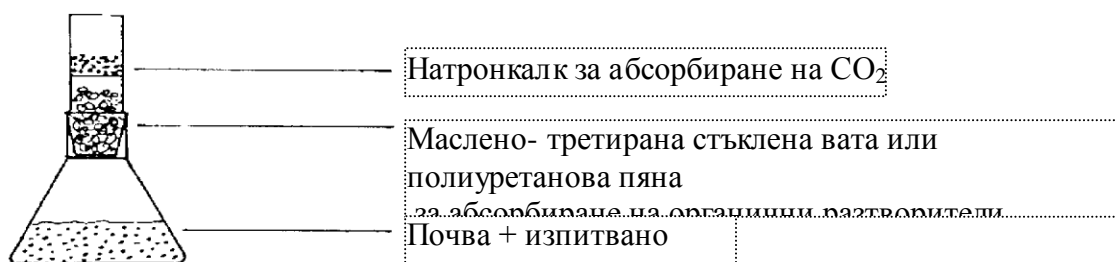 Натронкалк за абсорбиране на CO₂
Маслено- третирана стъклена вата или
полиуретанова пяна
за абсорбиране на органични разтворители
Почва + изпитвано